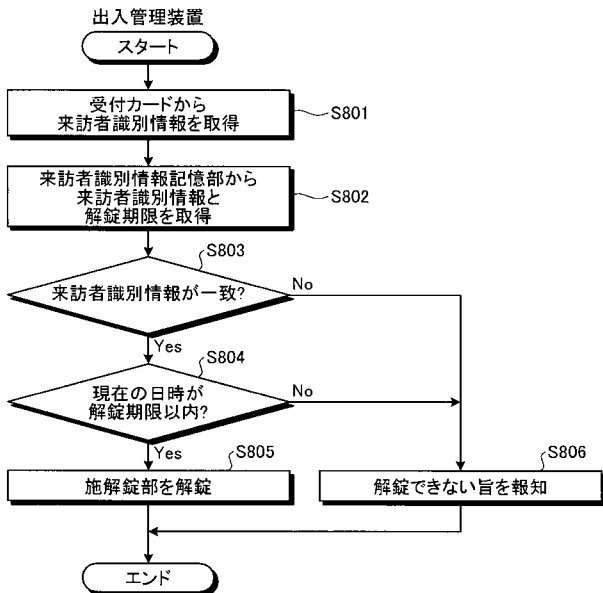 出入管理装置
スタート
受付カードから
来訪者識別情報を取得
S801
来訪者識別情報記憶部から
来訪者識別情報と
解錠期限を取得
S802
S803
来訪者識別情報が一致?
No
Yes
S804
現在の日時が
解錠期限以内?
No
Yes
S805
施解錠部を解錠
S806
解錠できない旨を報知
エンド